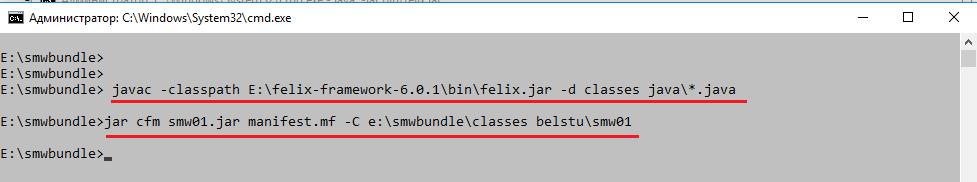 Администратор: C:\Windows\System32\cmd.exe
E:\smwbundle>
E:\smwbundle>
E:\smwbundle> javac -classpath E:\felix-framework-6.0.1\bin\felix.jar -d classes java\*.java
E:\smwbundle>jar cfm smw01.jar manifest.mf -C e:\smwbundle\classes belstu\smw01
E:\smwbundle>